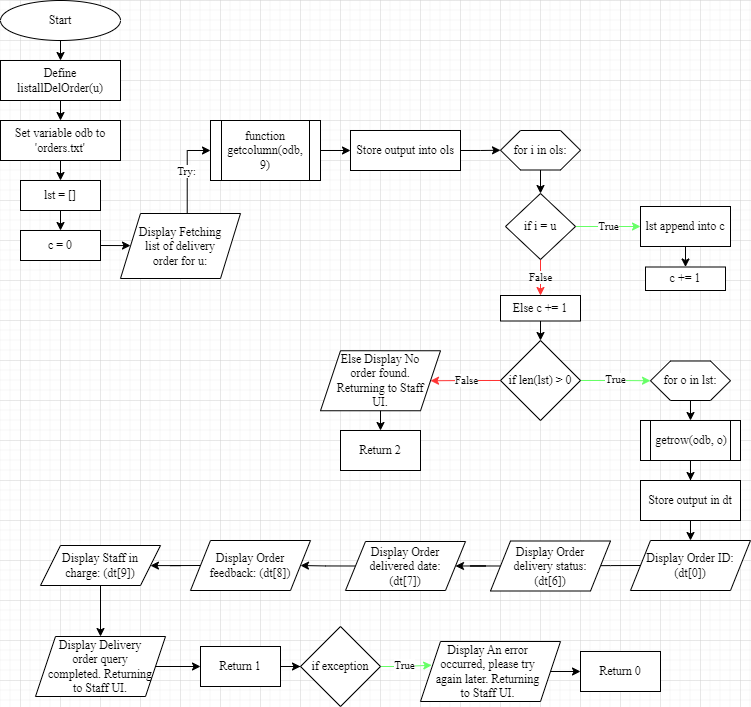 Start
Define
listallDelOrder(u)
Set variable odb to
'orders.txt'
lst = []
c = 0
Display Fetching
list of delivery
order for u:
Try:
function
getcolumn(odb,
9)
Store output into ols
for i in ols:
if i = u
True
lst append into c
c += 1
False
Else c += 1
if len(lst) > 0
False
Else Display No
order found.
Returning to Staff
UI.
Return 2
True
for o in lst:
getrow(odb, o)
Store output in dt
Display Order ID:
(dt[0])
Display Order
delivery status:
(dt[6])
Display Order
delivered date:
(dt[7])
Display Order
feedback: (dt[8])
Display Staff in
charge: (dt[9])
Display Delivery
order query
completed. Returning
to Staff UI.
Return 1
if exception
True
Display An error
occurred, please try
again later. Returning
to Staff UI.
Return 0